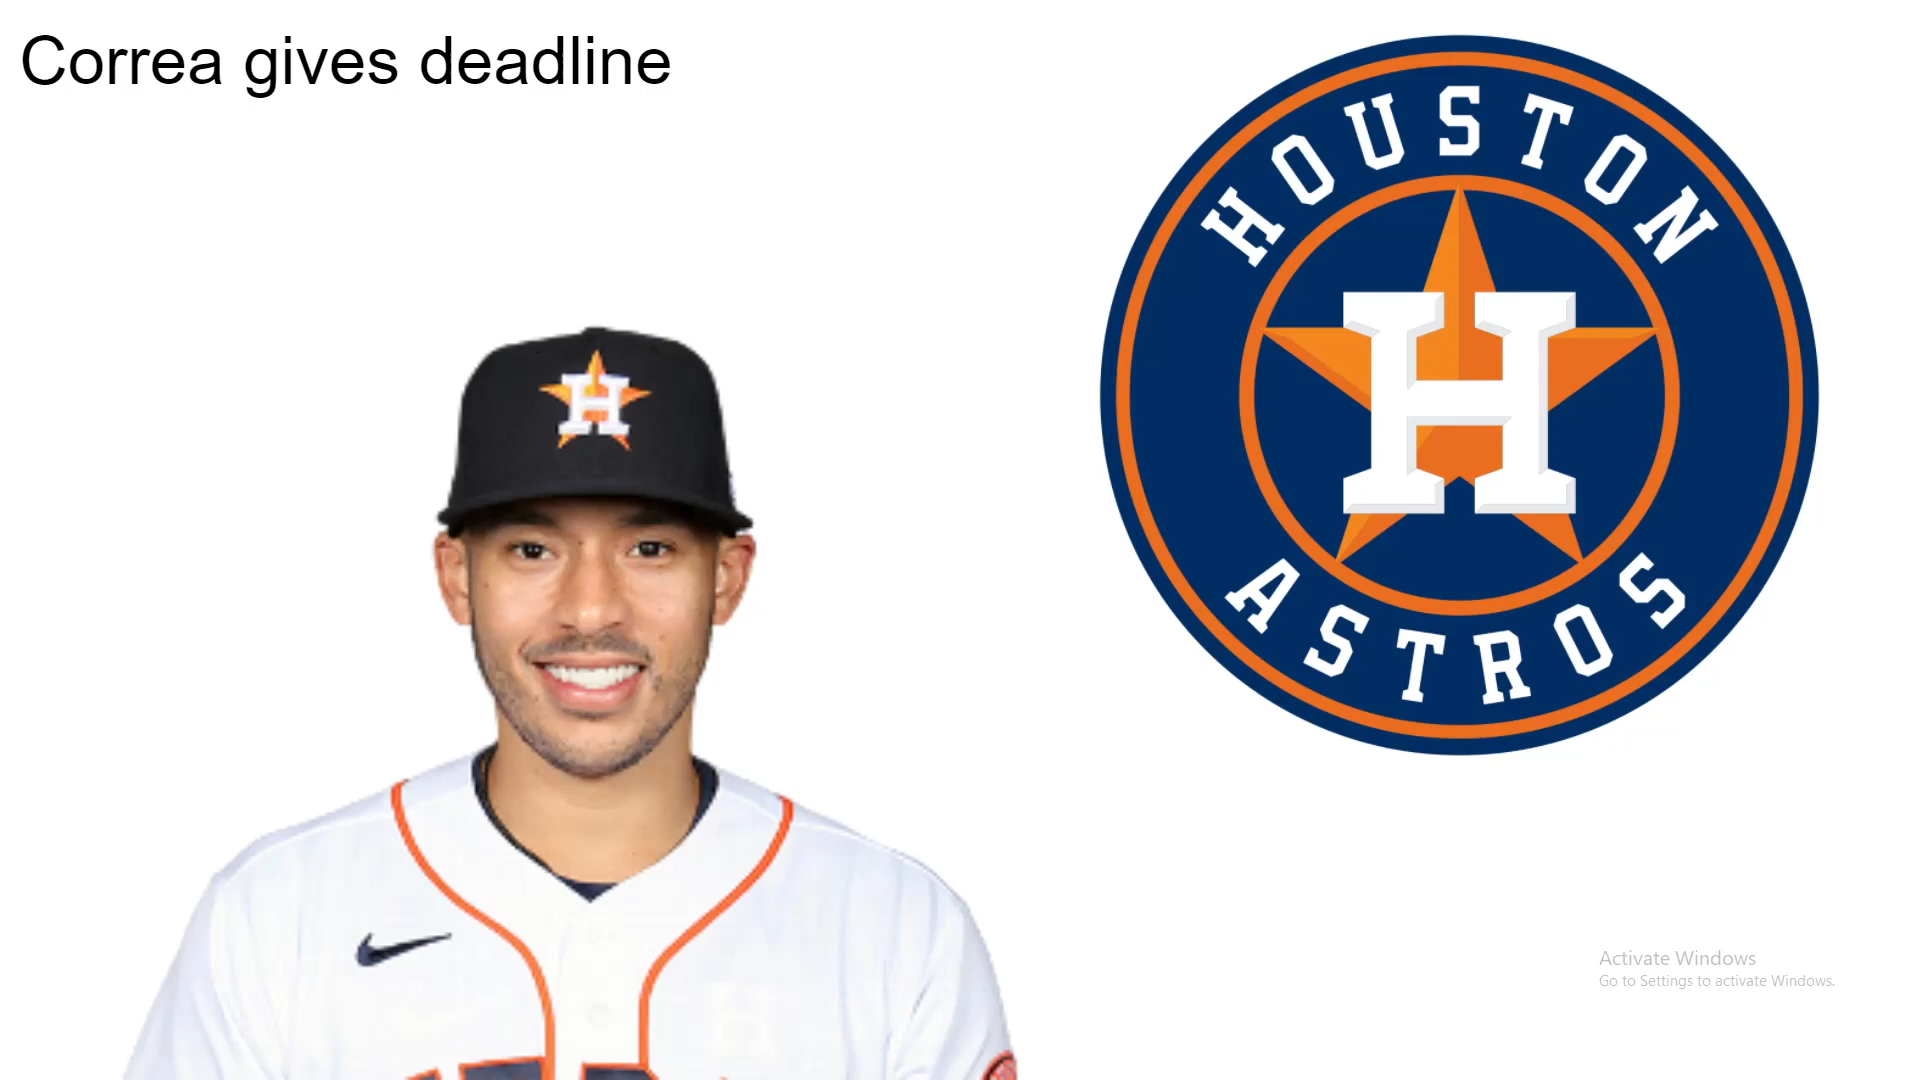 Correa gives deadline
HOUSTON
H
ASTROS
H
Activate Windows
Go to Settings to activate Windows.